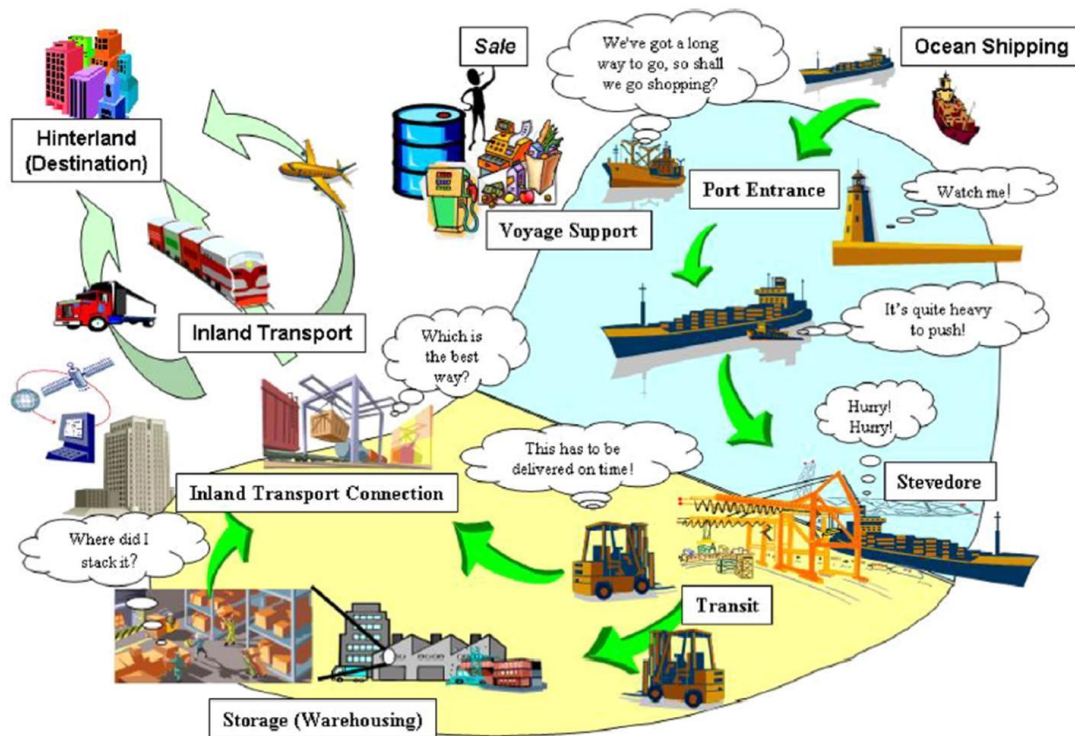 Sale
We've got a long
way to go, so shall
we go shopping?
Ocean Shipping
Hinterland
(Destination)
Port Entrance
Watch me!
Voyage Support
It's quite heavy
to push!
Inland Transport
Which is
the best
way?
Hurry!
Hurry!
This has to be
delivered on time!
Stevedore
Inland Transport Connection
Where did I
stack it?
Transit
Storage (Warehousing)